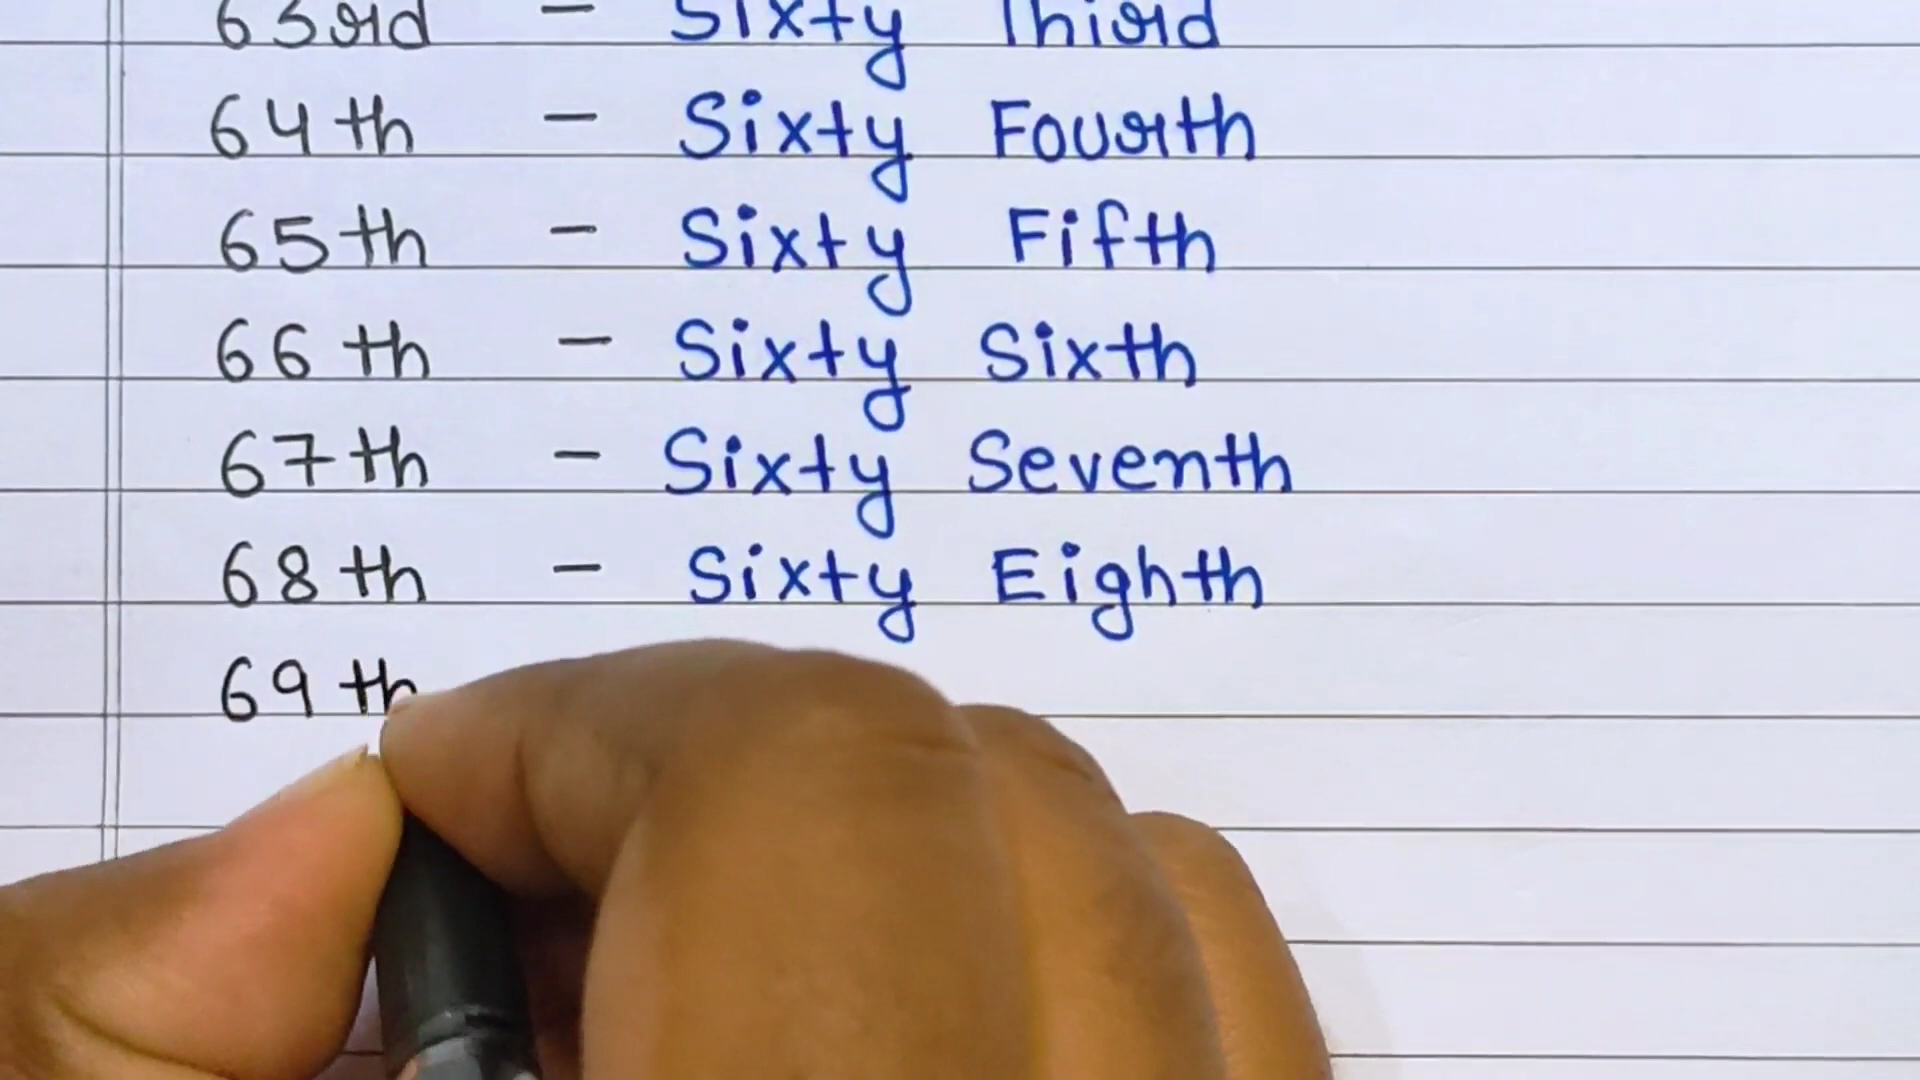 63rd - Sixty Third
64th - Sixty Fourth
65th - Sixty Fifth
66th - Sixty Sixth
67th - Sixty Seventh
68th - Sixty Eighth
69th